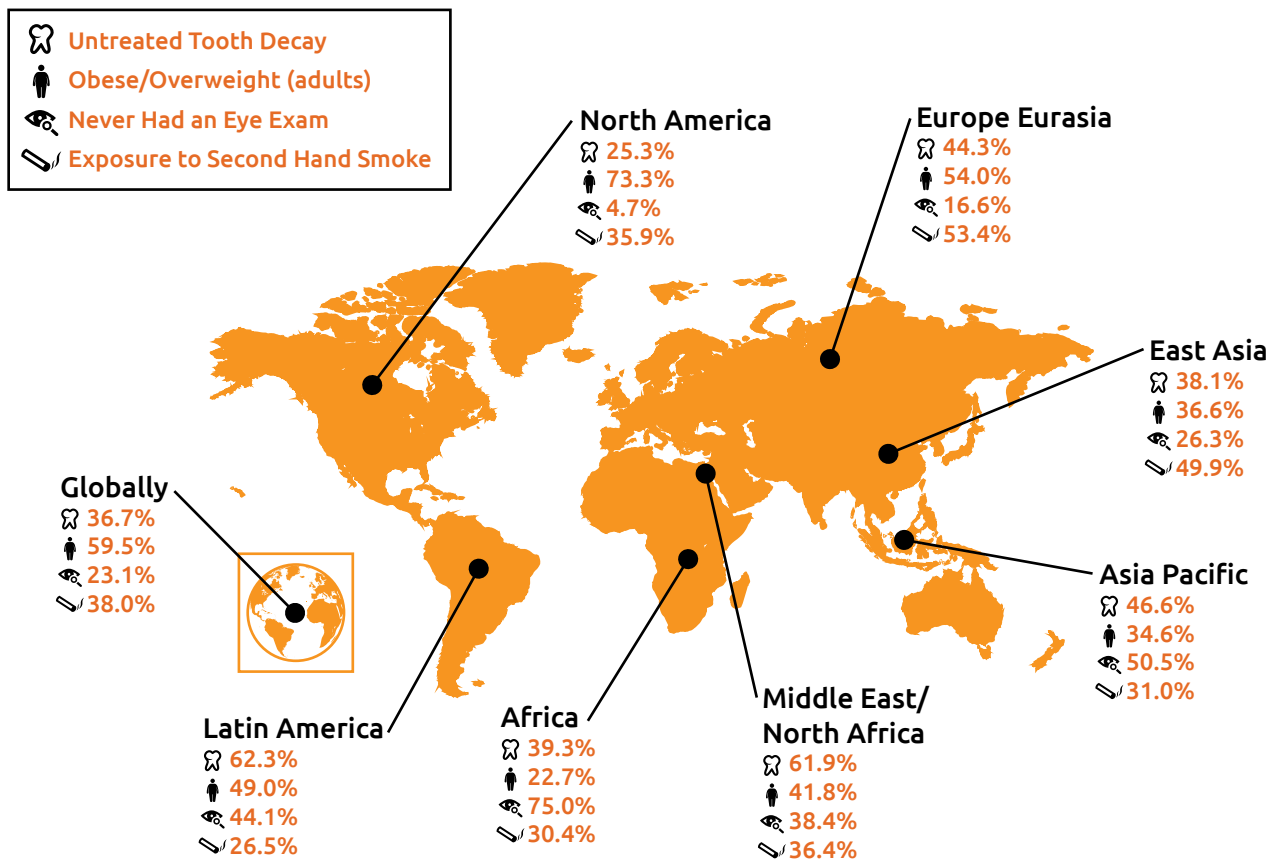 Untreated Tooth Decay
Obese/Overweight (adults)
Never Had an Eye Exam
Exposure to Second Hand Smoke
North America
25.3%
73.3%
4.7%
35.9%
Europe Eurasia
44.3%
54.0%
16.6%
53.4%
East Asia
38.1%
36.6%
26.3%
49.9%
Globally
36.7%
59.5%
23.1%
38.0%
Asia Pacific
46.6%
34.6%
50.5%
31.0%
Latin America
62.3%
49.0%
44.1%
26.5%
Africa
39.3%
22.7%
75.0%
30.4%
Middle East/
North Africa
61.9%
41.8%
38.4%
36.4%